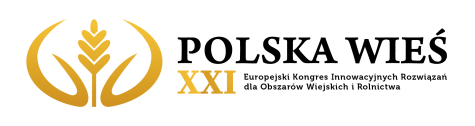 POLSKA WIEŚ
XXI Europejski Kongres Innowacyjnych Rozwiązań
dla Obszarów Wiejskich i Rolnictwa